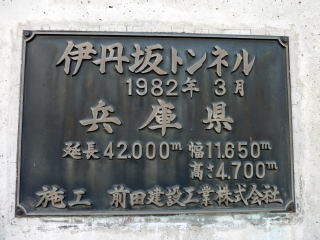 伊丹坂トンネル
1982年 3月
兵庫県
延長42.000m 幅11.650m
高さ4.700m
施工 前田建設工業株式会社